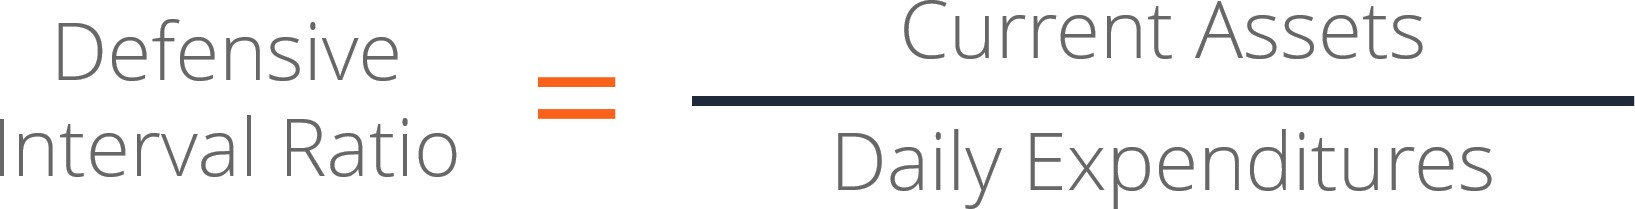 Defensive
Interval Ratio
=
Current Assets
Daily Expenditures